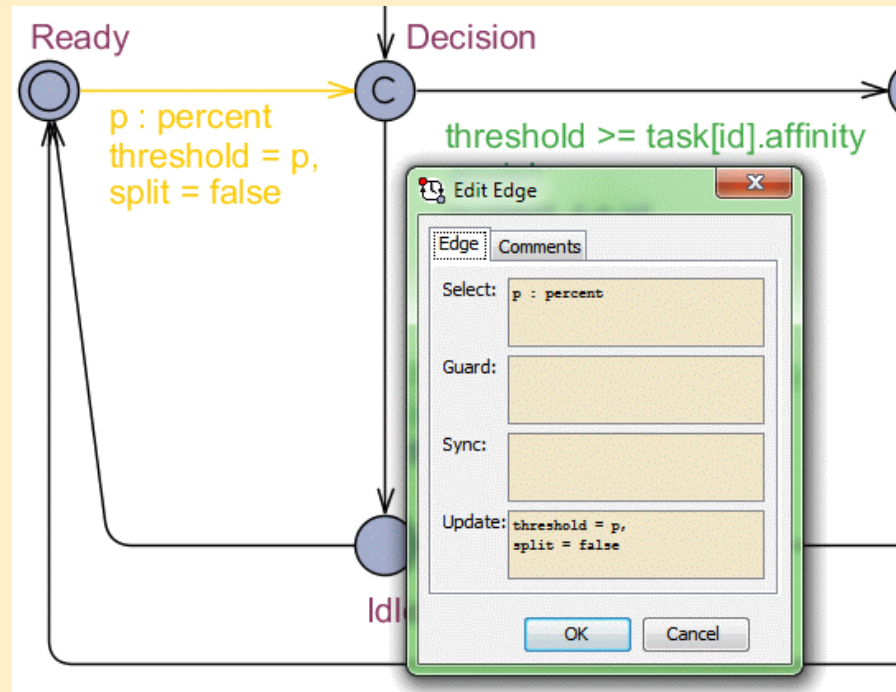 Ready
Decision
C
p : percent
threshold = p,
split = false
threshold >= task[id].affinity
Edit Edge
Edge
Comments
Select:
p : percent
Guard:
Sync:
Update:
threshold = p,
split = false
OK
Cancel